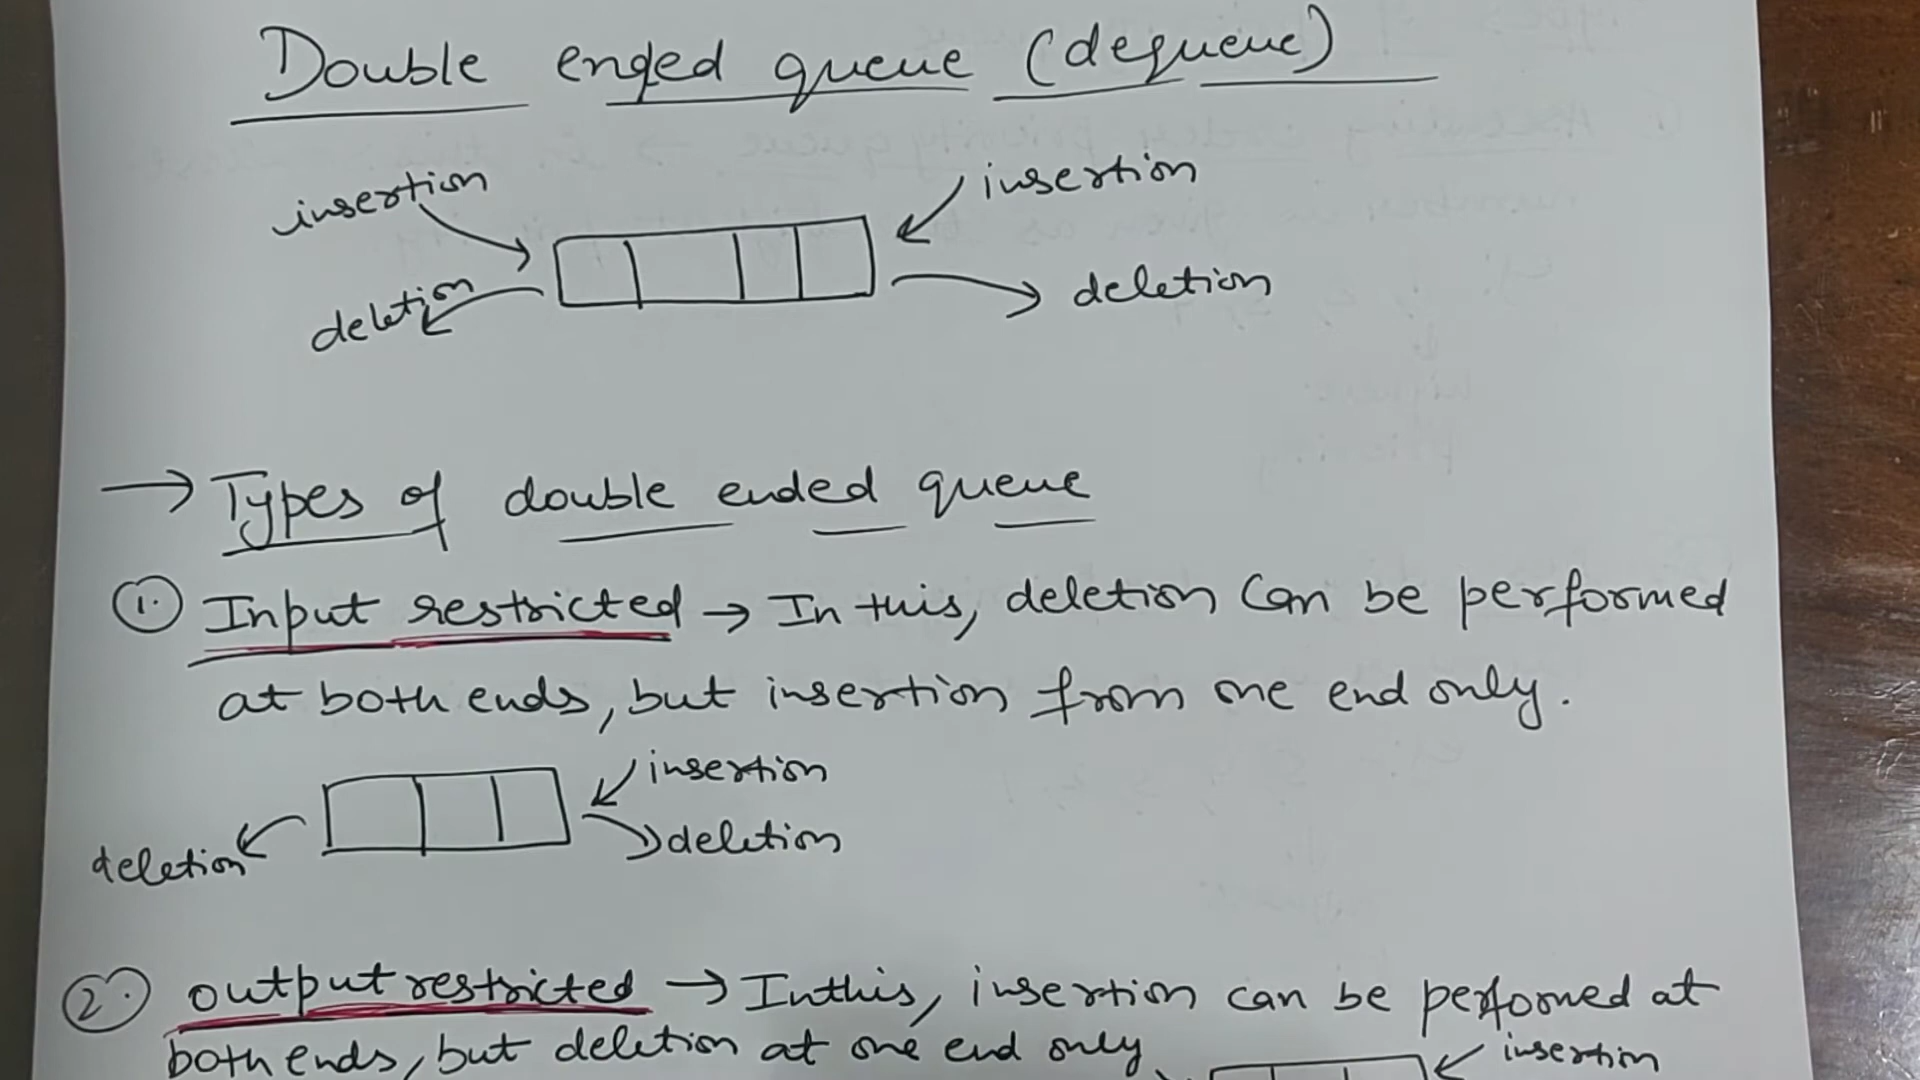 Double ended queue (dequeue)
insertion
insertion
deletion
deletion
→ Types of double ended queue
1. Input restricted → In this, deletion can be performed
at both ends, but insertion from one end only.
insertion
deletion
deletion
2. output restricted → In this, insertion can be performed at
both ends, but deletion at one end only
insertion